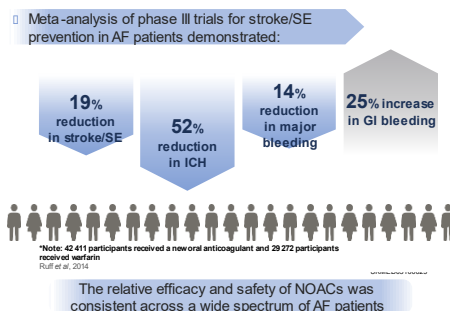 Meta-analysis of phase III trials for stroke/SE
prevention in AF patients demonstrated:
19%
reduction
in stroke/SE
52%
reduction
in ICH
14%
reduction
in major
bleeding
25% increase
in GI bleeding
*Note: 42 411 participants received a new oral anticoagulant and 29 272 participants
received warfarin
Ruff et al, 2014
The relative efficacy and safety of NOACs was
consistent across a wide spectrum of AF patients